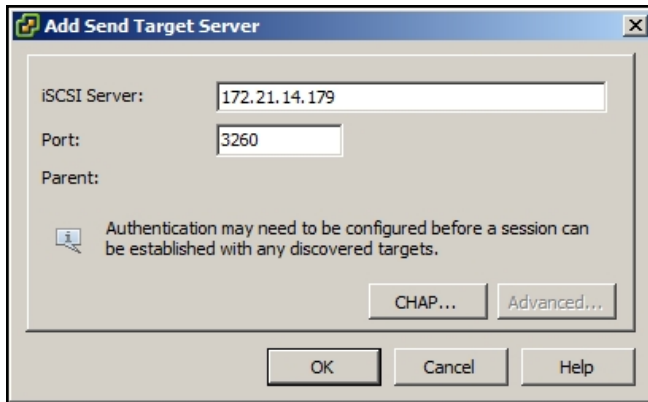 Add Send Target Server
iSCSI Server: 172.21.14.179
Port: 3260
Parent:
Authentication may need to be configured before a session can
be established with any discovered targets.
CHAP... Advanced...
OK Cancel Help